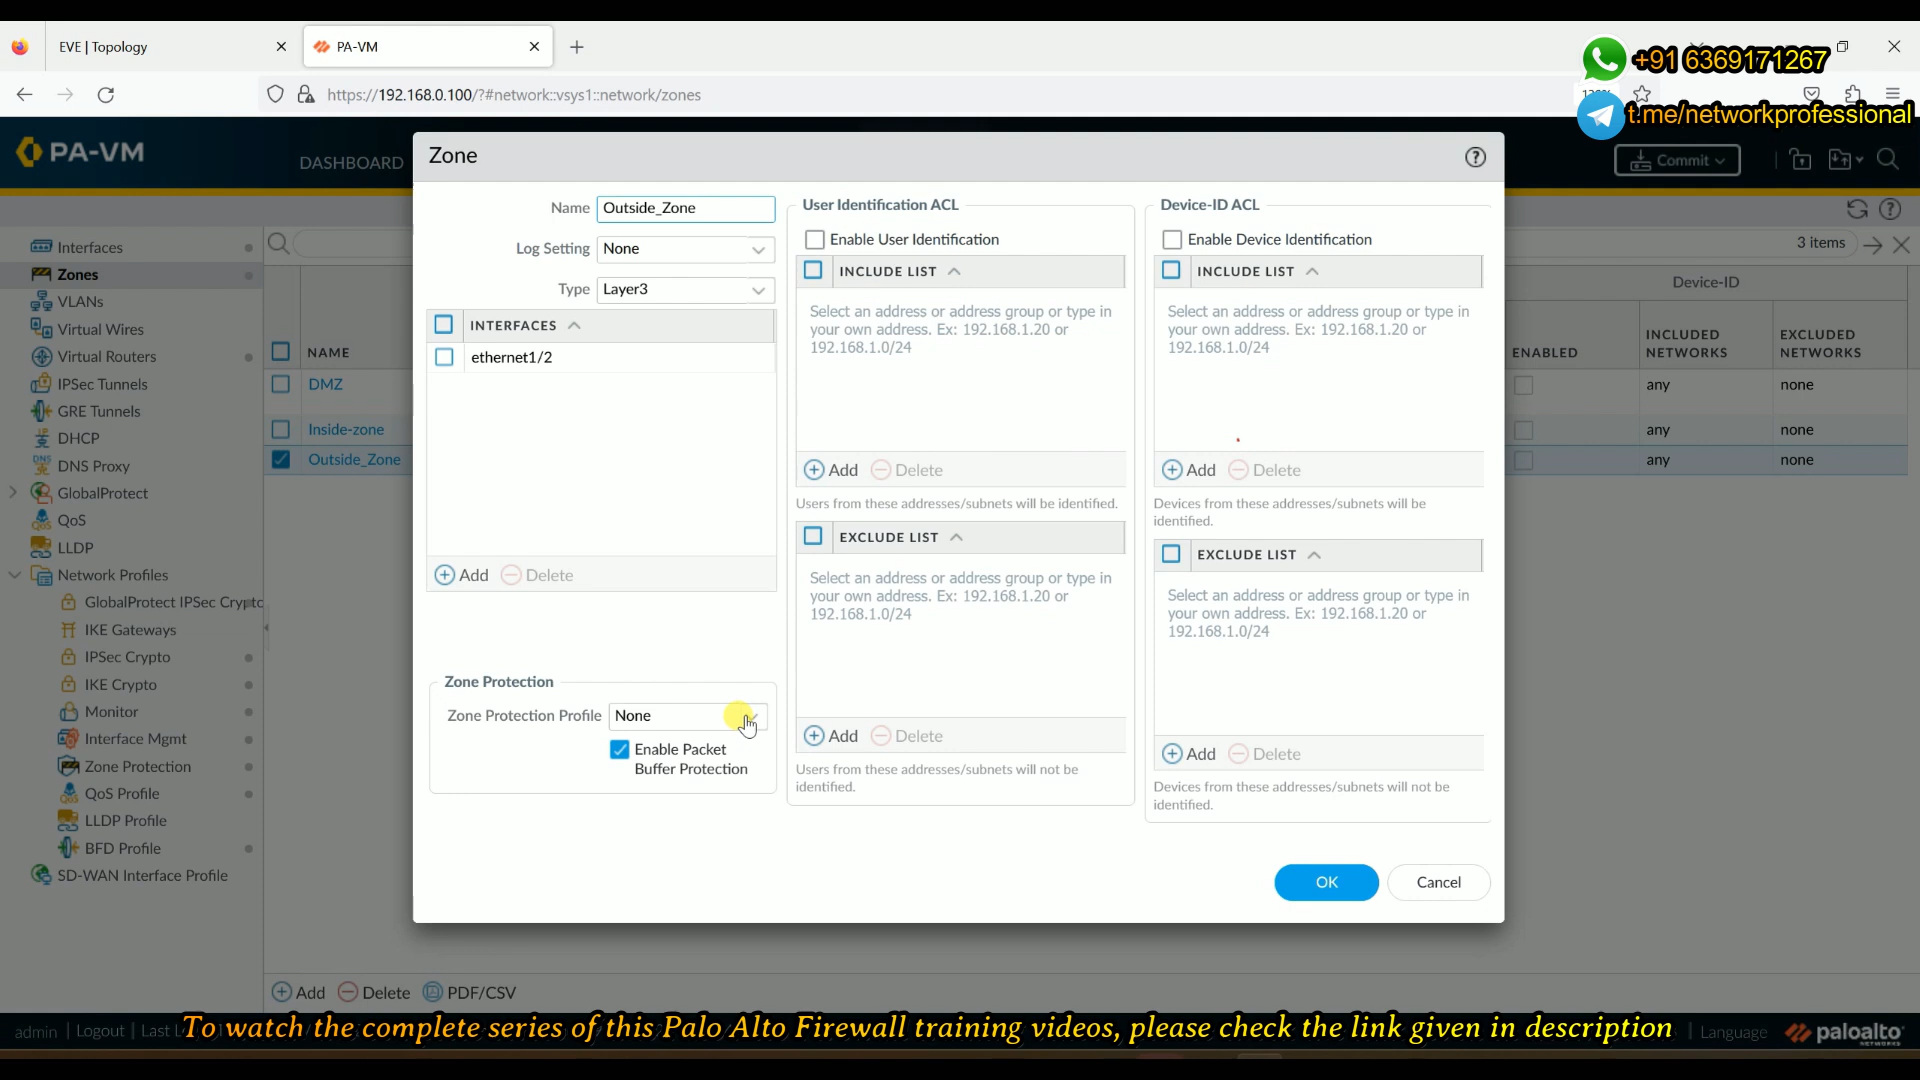 EVE | Topology
PA-VM
+91 6369171267
https://192.168.0.100/?#network::vsys1::network/zones
t.me/networkprofessional
PA-VM
DASHBOARD
Commit
Zone
Name
Outside_Zone
Log Setting
None
Type
Layer3
INTERFACES
ethernet1/2
Add
Delete
Zone Protection
Zone Protection Profile
None
Enable Packet
Buffer Protection
User Identification ACL
Enable User Identification
INCLUDE LIST
Select an address or address group or type in
your own address. Ex: 192.168.1.20 or
192.168.1.0/24
Add
Delete
Users from these addresses/subnets will be identified.
EXCLUDE LIST
Select an address or address group or type in
your own address. Ex: 192.168.1.20 or
192.168.1.0/24
Add
Delete
Users from these addresses/subnets will not be
identified.
Device-ID ACL
Enable Device Identification
INCLUDE LIST
Select an address or address group or type in
your own address. Ex: 192.168.1.20 or
192.168.1.0/24
Add
Delete
Devices from these addresses/subnets will be
identified.
EXCLUDE LIST
Select an address or address group or type in
your own address. Ex: 192.168.1.20 or
192.168.1.0/24
Add
Delete
Devices from these addresses/subnets will not be
identified.
OK
Cancel
Interfaces
Zones
VLANs
Virtual Wires
Virtual Routers
IPSec Tunnels
GRE Tunnels
DHCP
DNS Proxy
GlobalProtect
QoS
LLDP
Network Profiles
GlobalProtect IPSec Crypto
IKE Gateways
IPSec Crypto
IKE Crypto
Monitor
Interface Mgmt
Zone Protection
QoS Profile
LLDP Profile
BFD Profile
SD-WAN Interface Profile
NAME
DMZ
Inside-zone
Outside_Zone
3 items
Device-ID
ENABLED
INCLUDED
NETWORKS
EXCLUDED
NETWORKS
any
none
any
none
any
none
Add
Delete
PDF/CSV
admin | Logout | Last
To watch the complete series of this Palo Alto Firewall training videos, please check the link given in description
Language
paloalto
NETWORKS